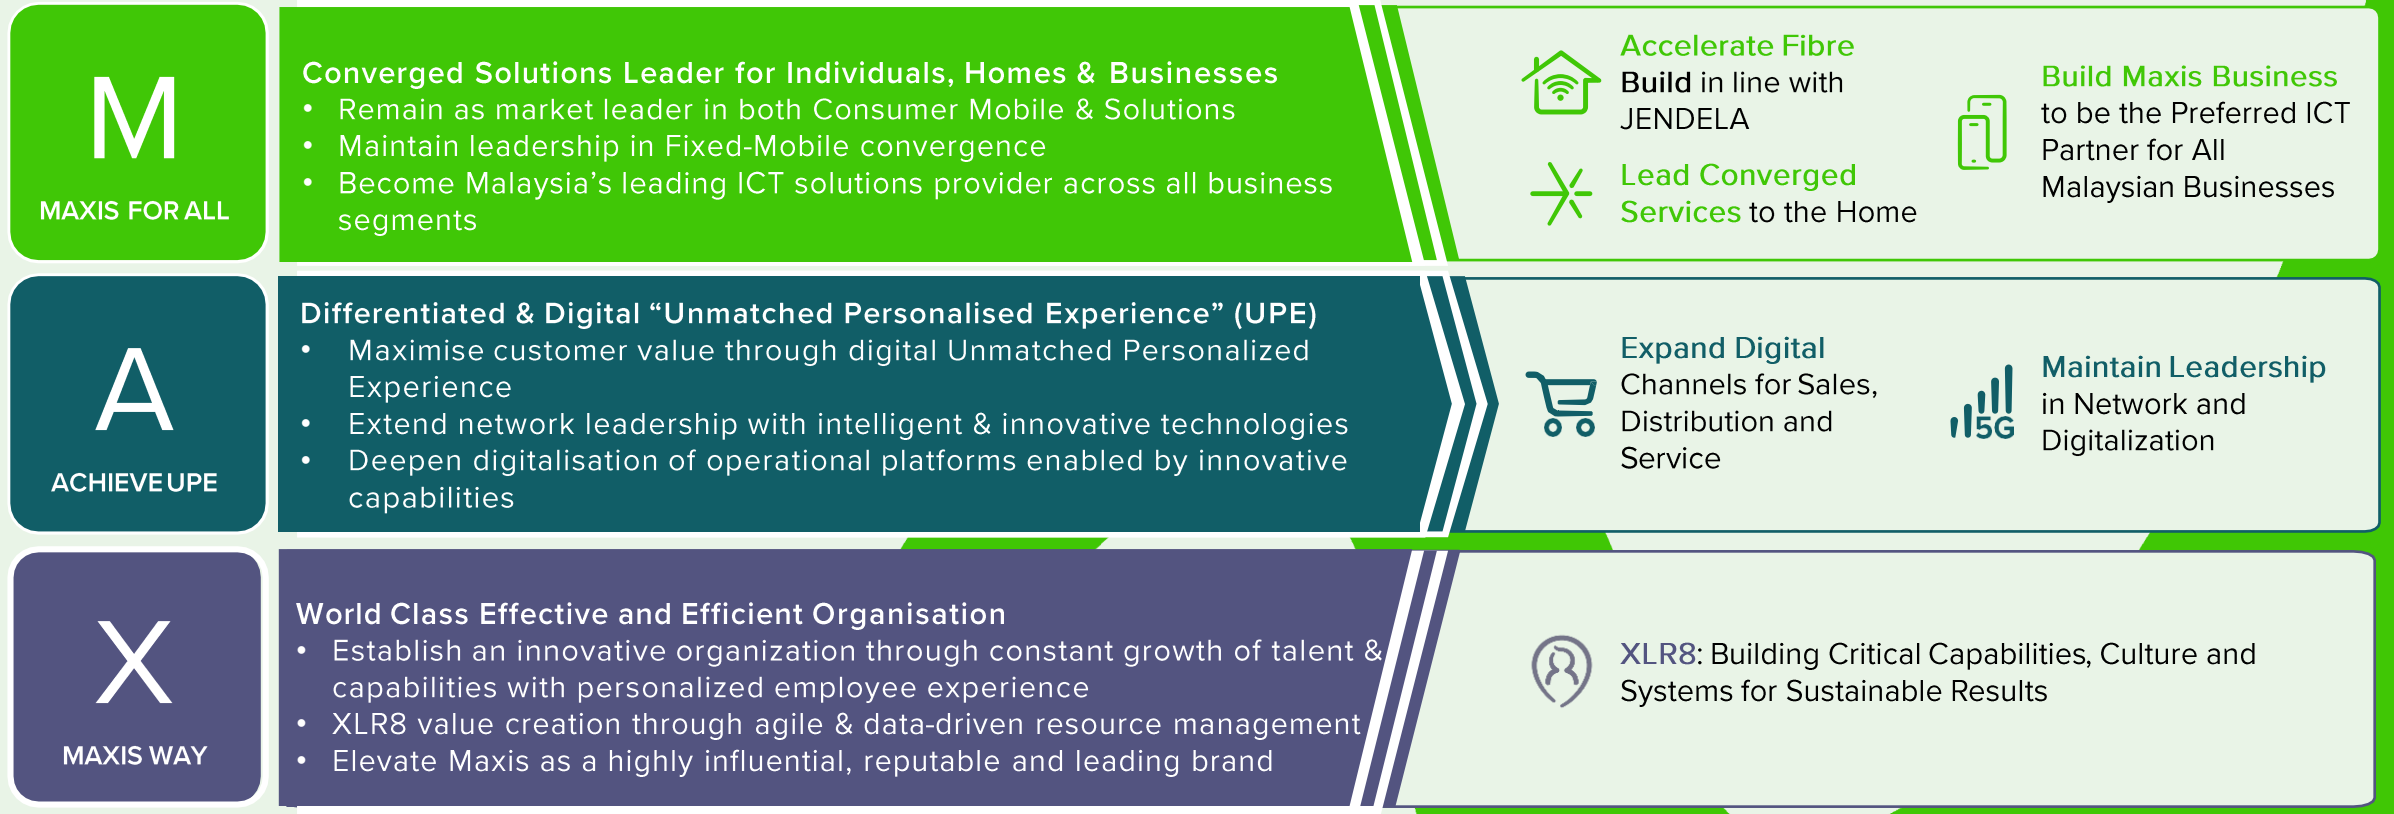 M
MAXIS FOR ALL
Converged Solutions Leader for Individuals, Homes & Businesses
• Remain as market leader in both Consumer Mobile & Solutions
• Maintain leadership in Fixed-Mobile convergence
• Become Malaysia’s leading ICT solutions provider across all business
segments
Accelerate Fibre
Build in line with
JENDELA
Lead Converged
Services to the Home
Build Maxis Business
to be the Preferred ICT
Partner for All
Malaysian Businesses
A
ACHIEVE UPE
Differentiated & Digital “Unmatched Personalised Experience” (UPE)
• Maximise customer value through digital Unmatched Personalized
Experience
• Extend network leadership with intelligent & innovative technologies
• Deepen digitalisation of operational platforms enabled by innovative
capabilities
Expand Digital
Channels for Sales,
Distribution and
Service
5G
Maintain Leadership
in Network and
Digitalization
X
MAXIS WAY
World Class Effective and Efficient Organisation
• Establish an innovative organization through constant growth of talent &
capabilities with personalized employee experience
• XLR8 value creation through agile & data-driven resource management
• Elevate Maxis as a highly influential, reputable and leading brand
XLR8: Building Critical Capabilities, Culture and
Systems for Sustainable Results